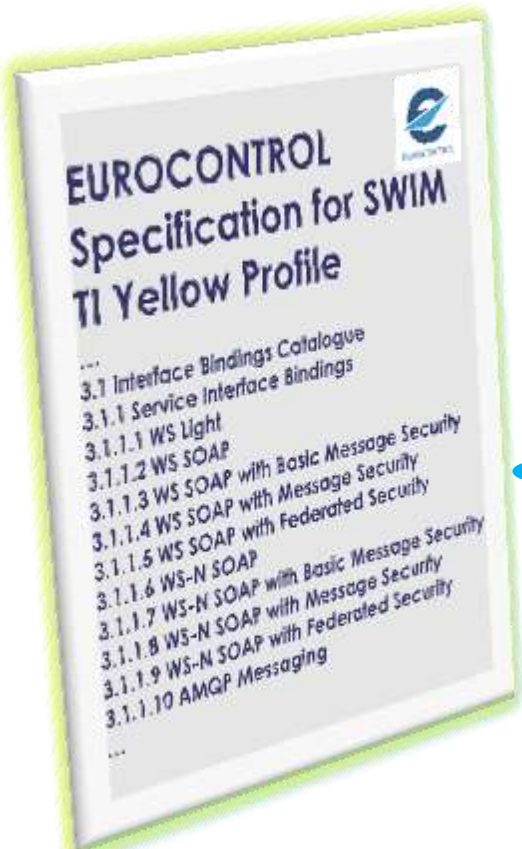 EUROCONTROL
EUROCONTROL
Specification for SWIM
TI Yellow Profile
...
3.1 Interface Bindings Catalogue
3.1.1 Service Interface Bindings
3.1.1.1 WS Light
3.1.1.2 WS SOAP
3.1.1.3 WS SOAP with Basic Message Security
3.1.1.4 WS SOAP with Message Security
3.1.1.5 WS SOAP with Federated Security
3.1.1.6 WS-N SOAP
3.1.1.7 WS-N SOAP with Basic Message Security
3.1.1.8 WS-N SOAP with Message Security
3.1.1.9 WS-N SOAP with Federated Security
3.1.1.10 AMQP Messaging
...